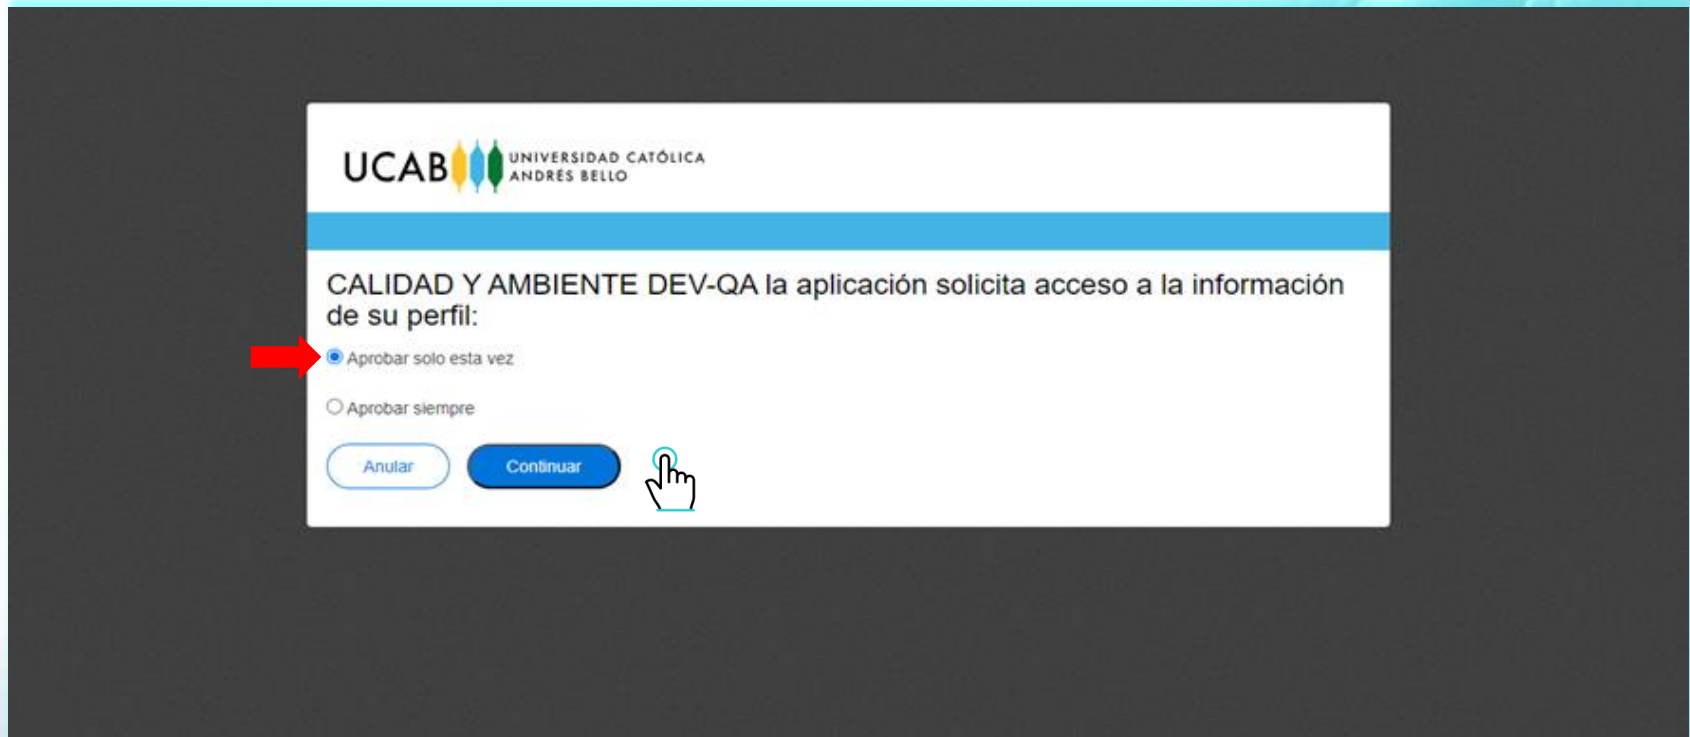 UCAB UNIVERSIDAD CATÓLICA
ANDRÉS BELLO
CALIDAD Y AMBIENTE DEV-QA la aplicación solicita acceso a la información
de su perfil:
Aprobar solo esta vez
Aprobar siempre
Anular Continuar